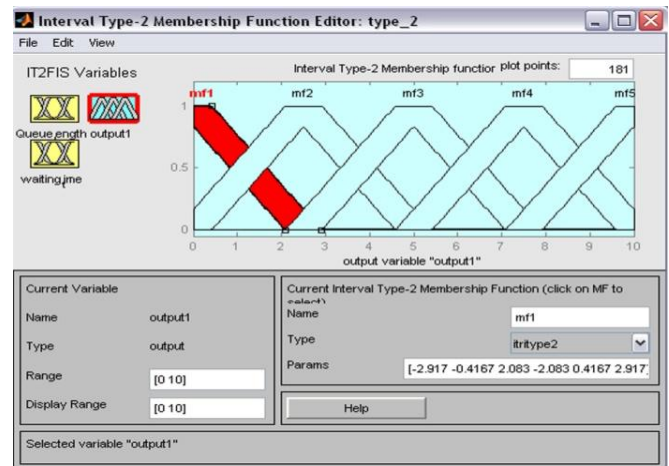 Interval Type-2 Membership Function Editor: type_2
File Edit View
IT2FIS Variables
Interval Type-2 Membership function plot points: 181
mf1 mf2 mf3 mf4 mf5
1
0.5
0
0 1 2 3 4 5 6 7 8 9 10
output variable "output1"
Queue length output1
waiting time
Current Variable
Name output1
Type output
Range [0 10]
Display Range [0 10]
Current Interval Type-2 Membership Function (click on MF to
select)
Name mf1
Type itritype2
Params [-2.917 -0.4167 2.083 -2.083 0.4167 2.917]
Help
Selected variable "output1"